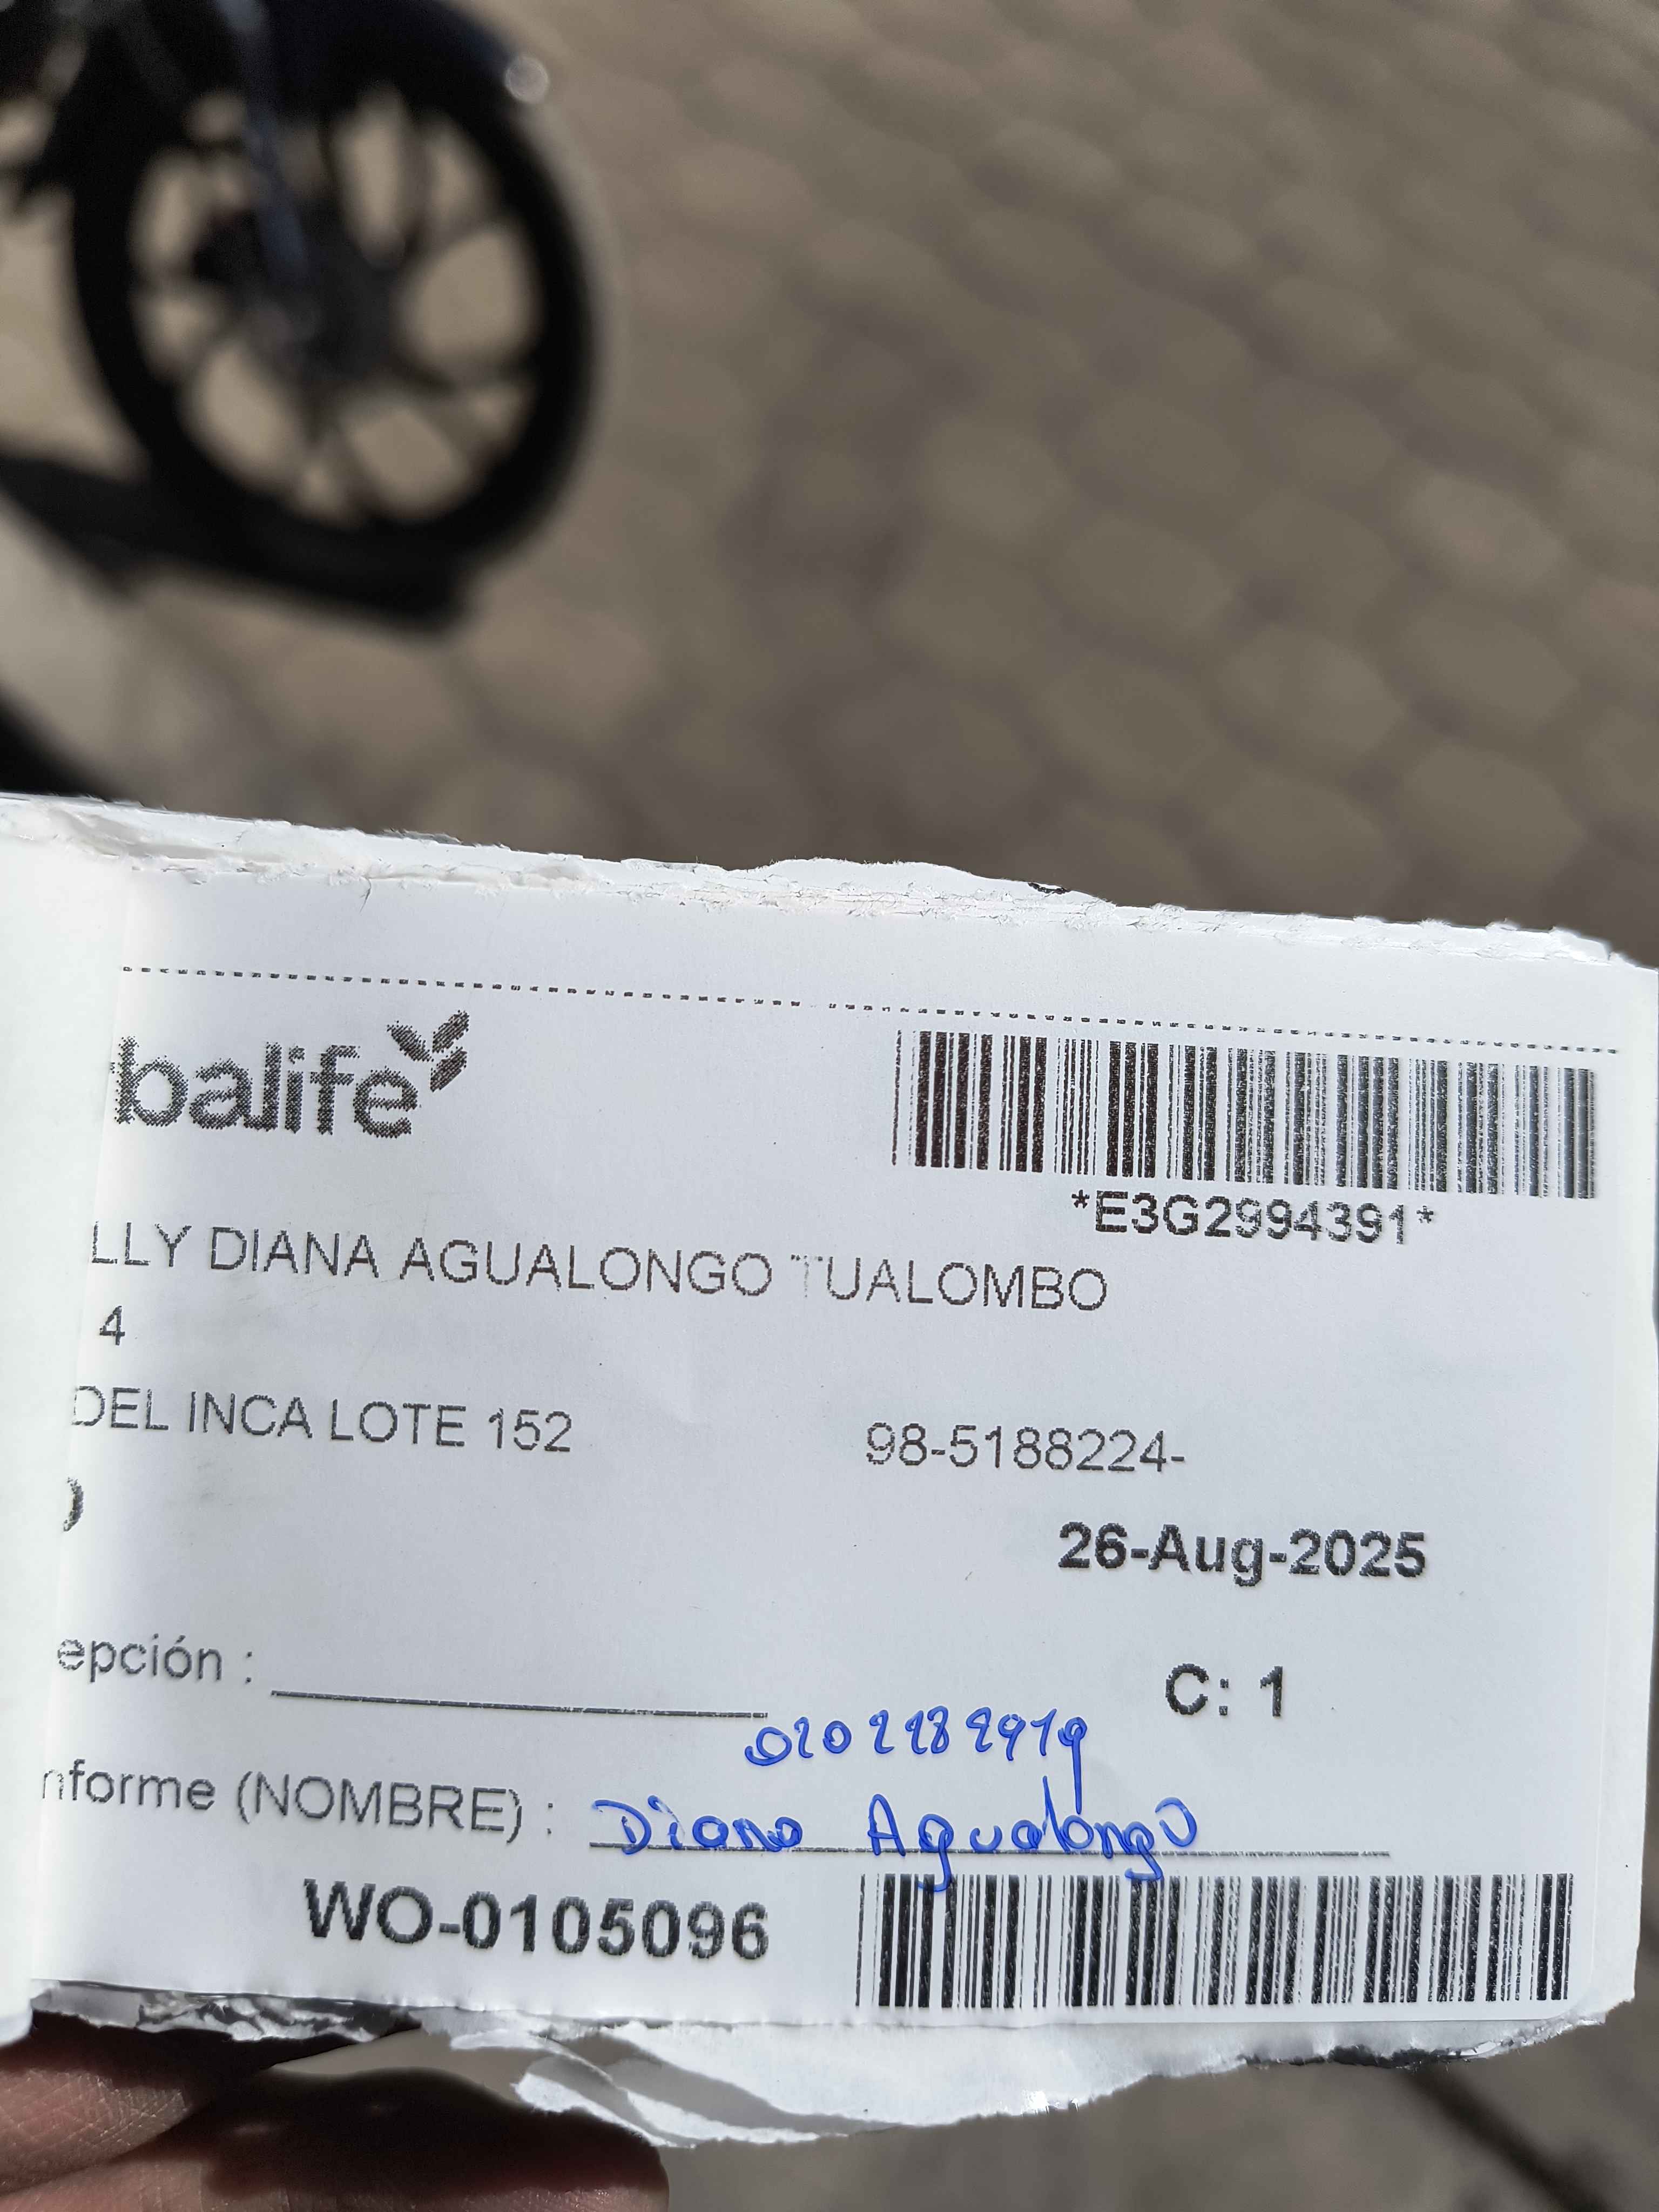 balife
*E3G2994391*
LLY DIANA AGUALONGO TUALOMBO
4
DEL INCA LOTE 152 98-5188224-
)
26-Aug-2025
epción :
C: 1
nforme (NOMBRE) : Diana Agualongo
WO-0105096